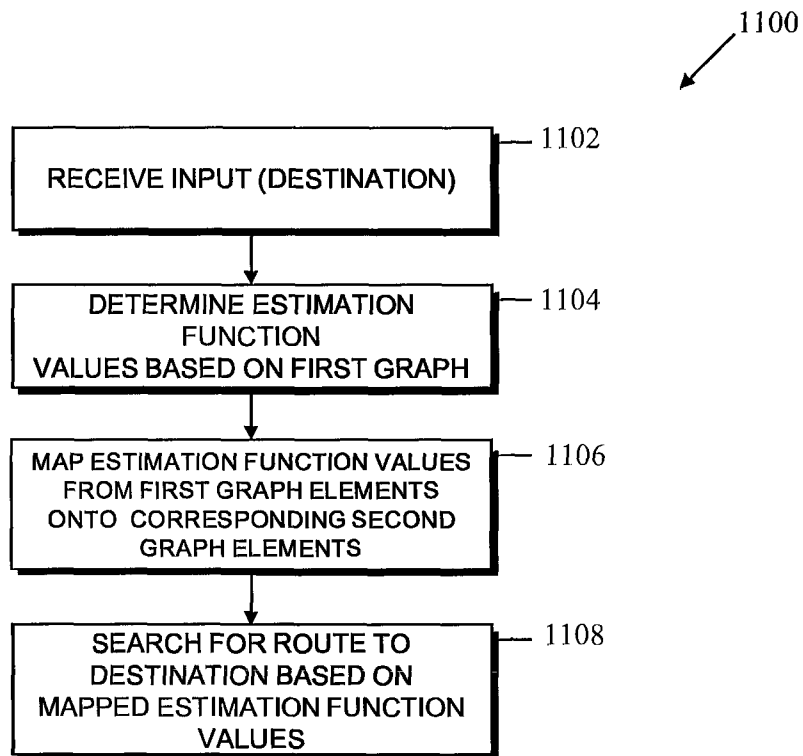 1100
RECEIVE INPUT (DESTINATION)
1102
DETERMINE ESTIMATION
FUNCTION
VALUES BASED ON FIRST GRAPH
1104
MAP ESTIMATION FUNCTION VALUES
FROM FIRST GRAPH ELEMENTS
ONTO CORRESPONDING SECOND
GRAPH ELEMENTS
1106
SEARCH FOR ROUTE TO
DESTINATION BASED ON
MAPPED ESTIMATION FUNCTION
VALUES
1108